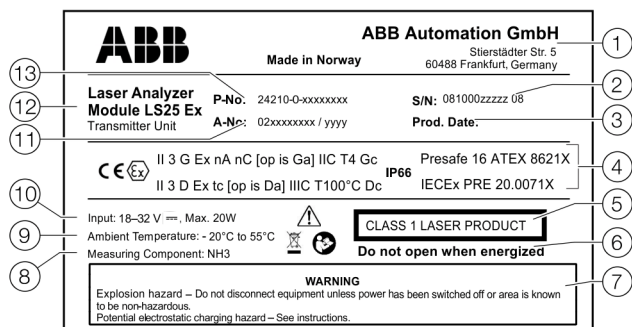 ABB
ABB Automation GmbH
Made in Norway
Stierstädter Str. 5
60488 Frankfurt, Germany
1
13
2
Laser Analyzer
Module LS25 Ex
Transmitter Unit
P-No: 24210-0-xxxxxxxx
S/N: 081000zzzzz 08
12
3
A-No: 02xxxxxxxx / yyyy
Prod. Date:
11
CE Ex
II 3 G Ex nA nC [op is Ga] IIC T4 Gc
IP66
Presafe 16 ATEX 8621X
4
II 3 D Ex tc [op is Da] IIIC T100°C Dc
IECEx PRE 20.0071X
10
Input: 18–32 V ⎓, Max. 20W
CLASS 1 LASER PRODUCT
5
9
Ambient Temperature: - 20°C to 55°C
Do not open when energized
6
8
Measuring Component: NH3
WARNING
7
Explosion hazard – Do not disconnect equipment unless power has been switched off or area is known
to be non-hazardous.
Potential electrostatic charging hazard – See instructions.